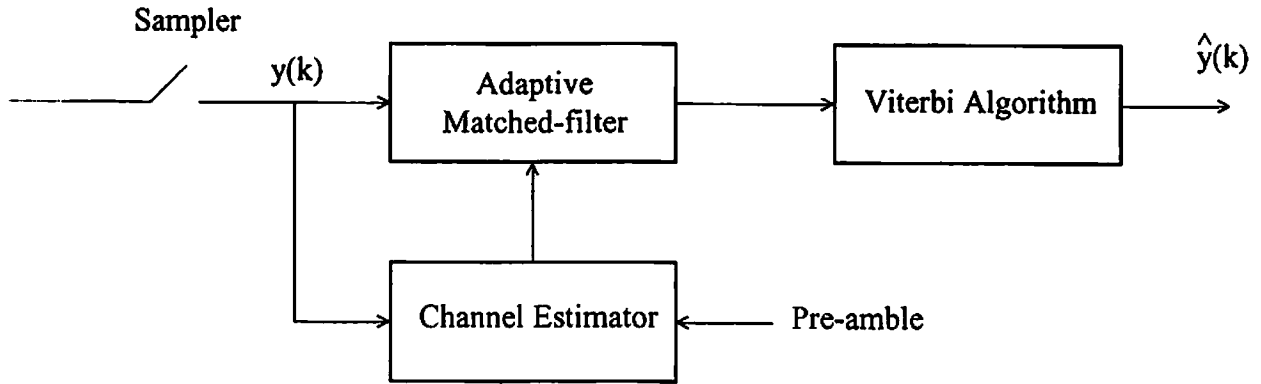 Sampler
y(k)
Adaptive
Matched-filter
Viterbi Algorithm
ŷ(k)
Channel Estimator
Pre-amble